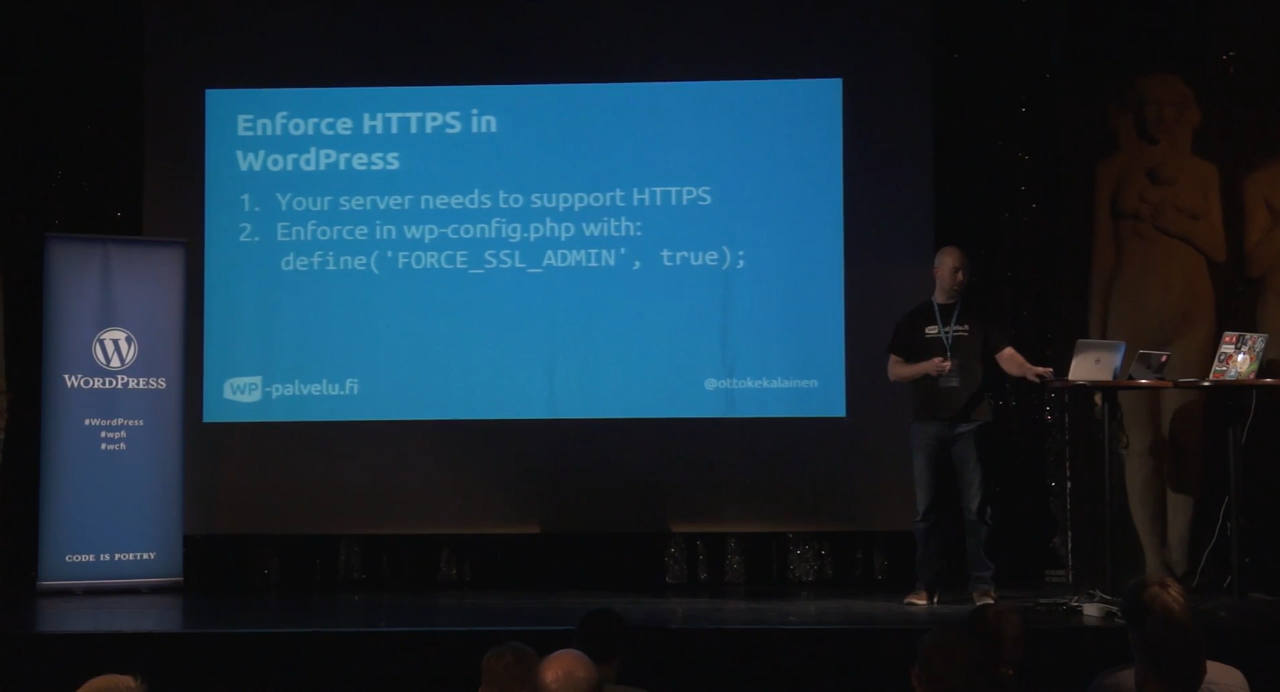 Enforce HTTPS in
WordPress
1. Your server needs to support HTTPS
2. Enforce in wp-config.php with:
define('FORCE_SSL_ADMIN', true);
WP-palvelu.fi
@ottokekalainen
WORDPRESS
#WordPress
#wpfi
#wcfi
CODE IS POETRY